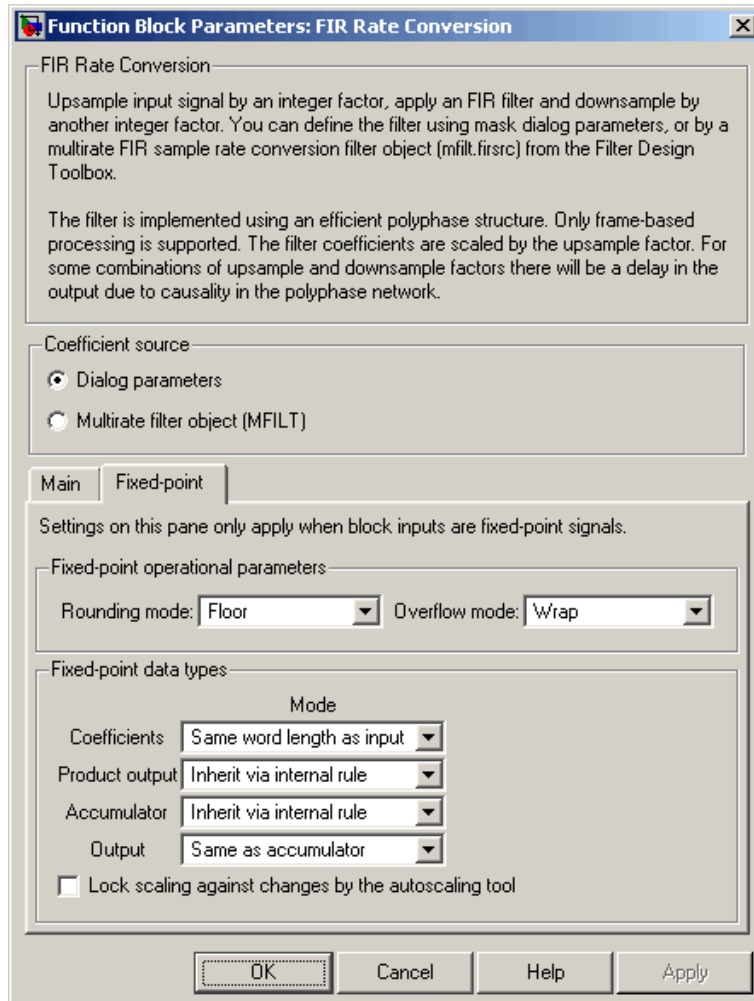 Function Block Parameters: FIR Rate Conversion
FIR Rate Conversion
Upsample input signal by an integer factor, apply an FIR filter and downsample by
another integer factor. You can define the filter using mask dialog parameters, or by a
multirate FIR sample rate conversion filter object (mfilt.firsrc) from the Filter Design
Toolbox.
The filter is implemented using an efficient polyphase structure. Only frame-based
processing is supported. The filter coefficients are scaled by the upsample factor. For
some combinations of upsample and downsample factors there will be a delay in the
output due to causality in the polyphase network.
Coefficient source
Dialog parameters
Multirate filter object (MFILT)
Main Fixed-point
Settings on this pane only apply when block inputs are fixed-point signals.
Fixed-point operational parameters
Rounding mode: Floor Overflow mode: Wrap
Fixed-point data types
Mode
Coefficients Same word length as input
Product output Inherit via internal rule
Accumulator Inherit via internal rule
Output Same as accumulator
Lock scaling against changes by the autoscaling tool
OK Cancel Help Apply